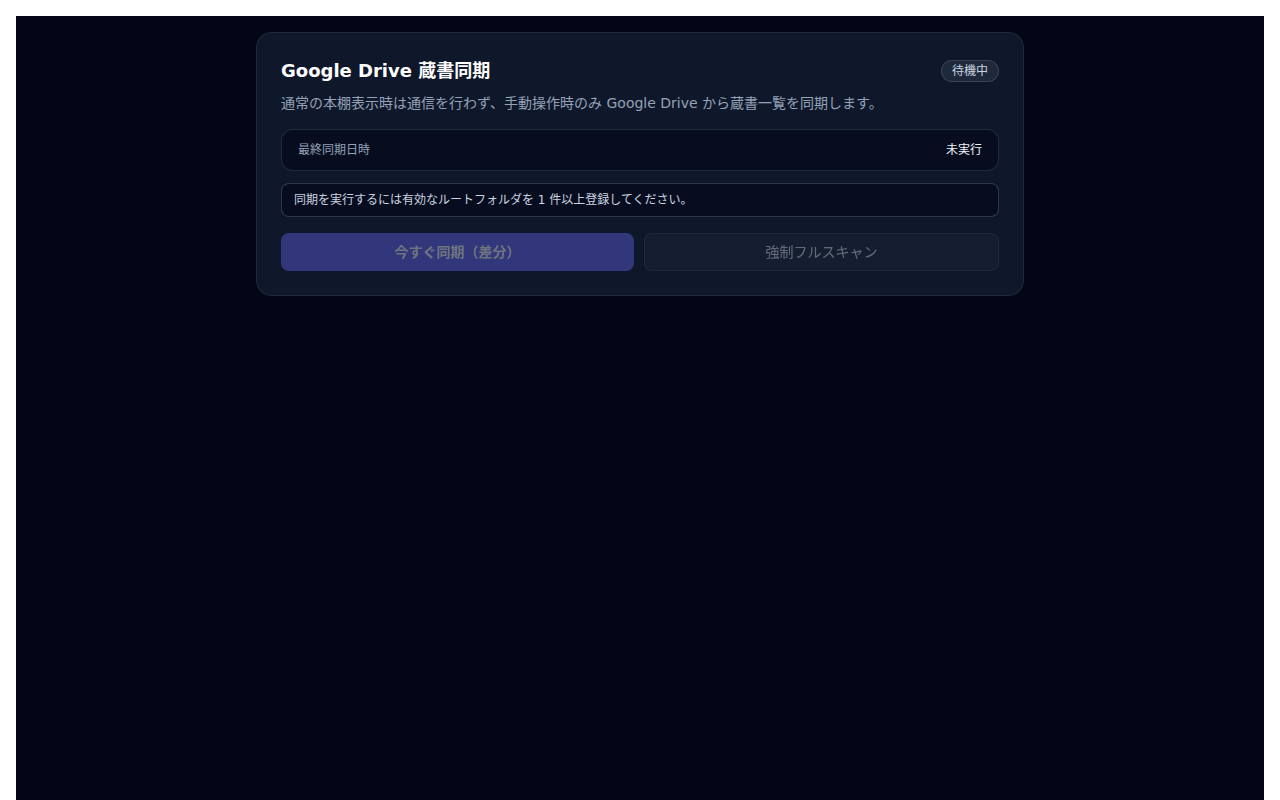 Google Drive 蔵書同期
待機中
通常の本棚表示時は通信を行わず、手動操作時のみ Google Drive から蔵書一覧を同期します。
最終同期日時
未実行
同期を実行するには有効なルートフォルダを 1 件以上登録してください。
今すぐ同期（差分）
強制フルスキャン